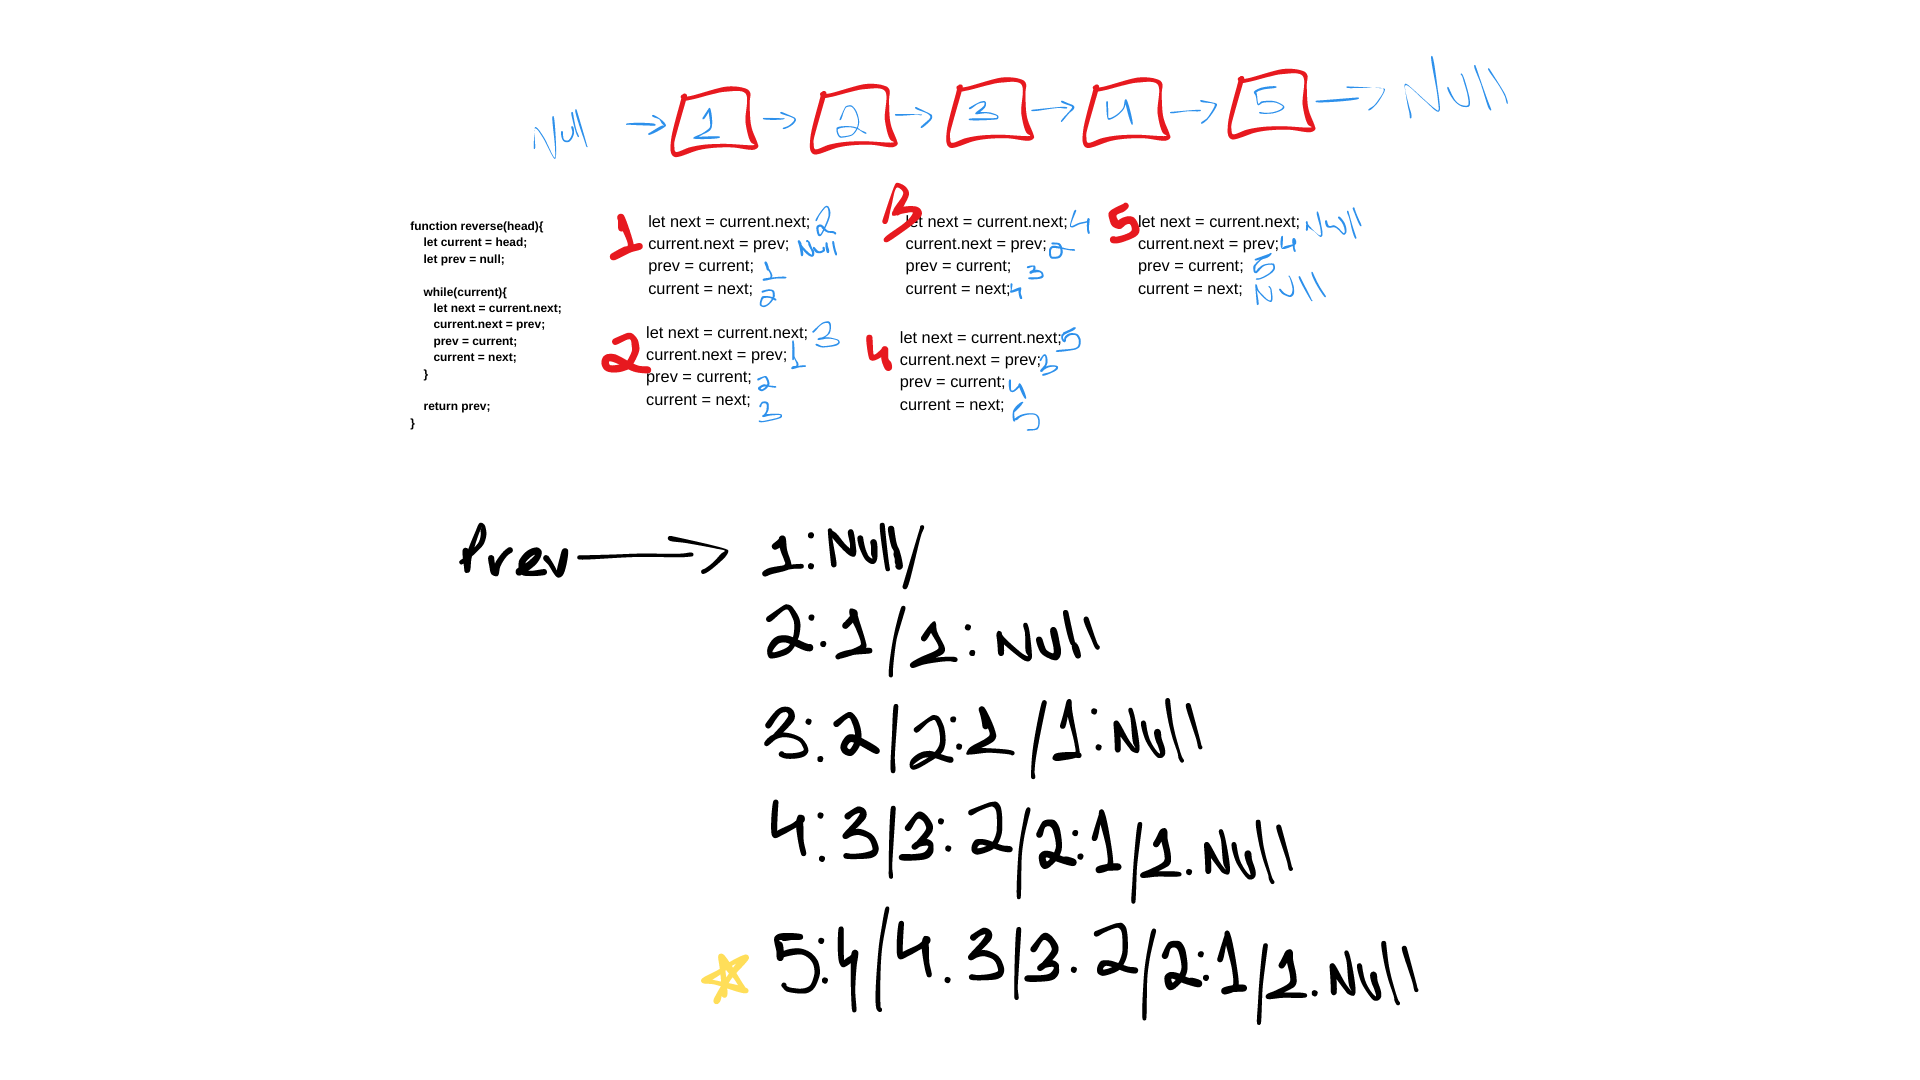 Null → 1 → 2 → 3 → 4 → 5 → Null
function reverse(head){
let current = head;
let prev = null;
while(current){
let next = current.next;
current.next = prev;
prev = current;
current = next;
}
return prev;
}
1
let next = current.next; 2
current.next = prev; Null
prev = current; 1
current = next; 2
2
let next = current.next; 3
current.next = prev; 1
prev = current; 2
current = next; 3
3
let next = current.next; 4
current.next = prev; 2
prev = current; 3
current = next; 4
4
let next = current.next; 5
current.next = prev; 3
prev = current; 4
current = next; 5
5
let next = current.next; Null
current.next = prev; 4
prev = current; 5
current = next; Null
Prev → 1: Null/
2:1/1: Null
3:2/2:1/1:Null
4:3/3:2/2:1/1.Null
5:4/4.3/3.2/2:1/1.Null